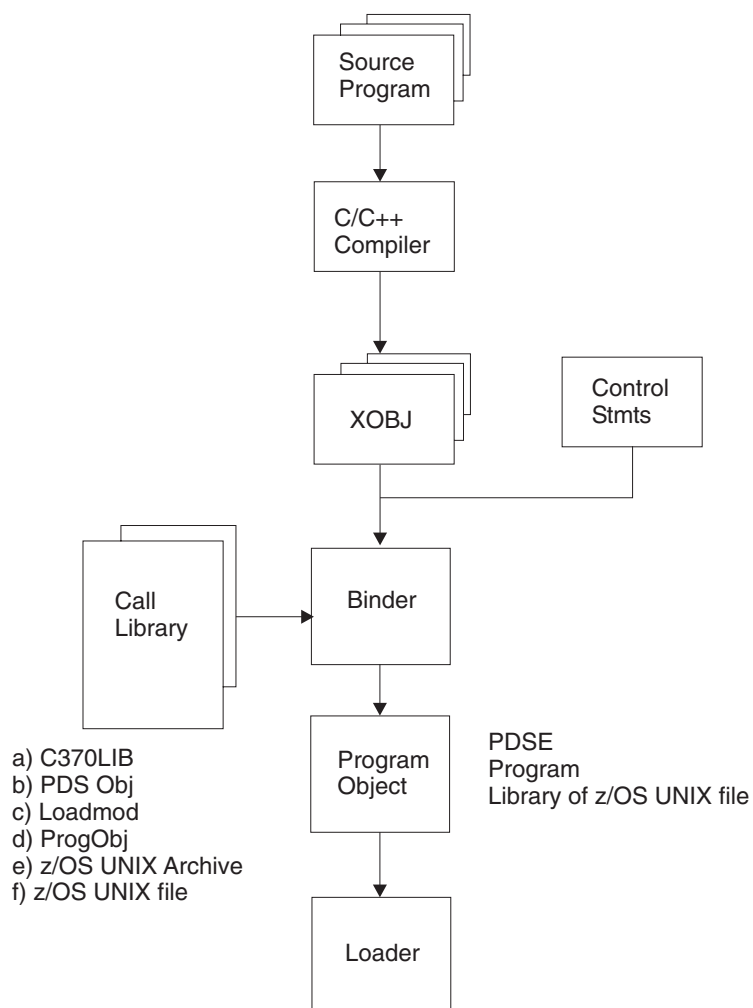 Source
Program
C/C++
Compiler
XOBJ
Control
Stmts
Call
Library
Binder
a) C370LIB
b) PDS Obj
c) Loadmod
d) ProgObj
e) z/OS UNIX Archive
f) z/OS UNIX file
Program
Object
PDSE
Program
Library of z/OS UNIX file
Loader